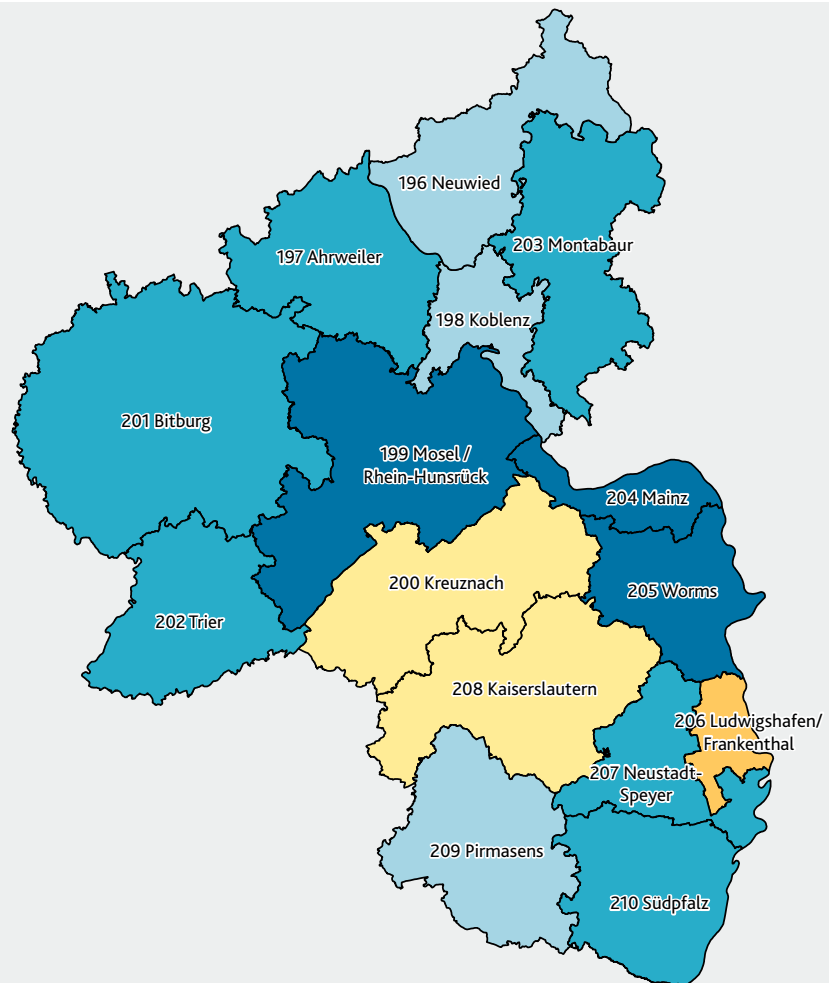 196 Neuwied
203 Montabaur
197 Ahrweiler
198 Koblenz
201 Bitburg
199 Mosel /
Rhein-Hunsrück
204 Mainz
200 Kreuznach
205 Worms
202 Trier
208 Kaiserslautern
206 Ludwigshafen/
Frankenthal
207 Neustadt-
Speyer
209 Pirmasens
210 Südpfalz